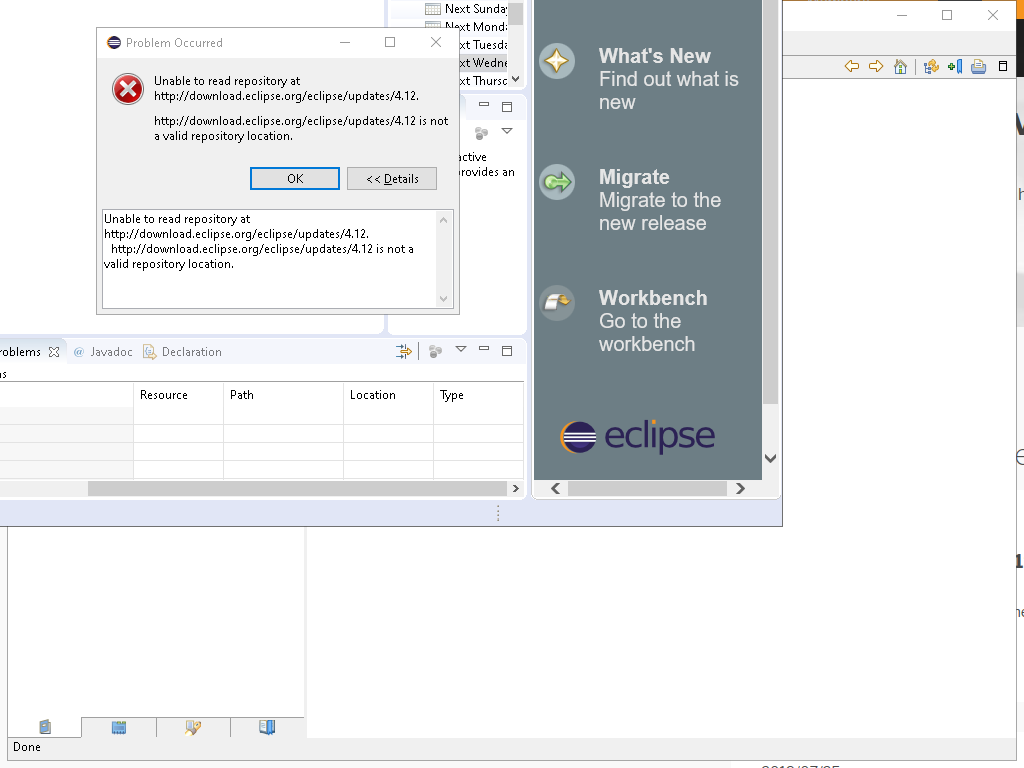 Next Sunday
Next Monda
Next Tuesda
Next Wedne
Next Thursd
Problem Occurred
Unable to read repository at
http://download.eclipse.org/eclipse/updates/4.12.
http://download.eclipse.org/eclipse/updates/4.12 is not
a valid repository location.
OK
<< Details
Unable to read repository at
http://download.eclipse.org/eclipse/updates/4.12.
http://download.eclipse.org/eclipse/updates/4.12 is not a
valid repository location.
active
provides an
What's New
Find out what is
new
Migrate
Migrate to the
new release
Workbench
Go to the
workbench
eclipse
roblems
@ Javadoc
Declaration
ns
Resource
Path
Location
Type
Done